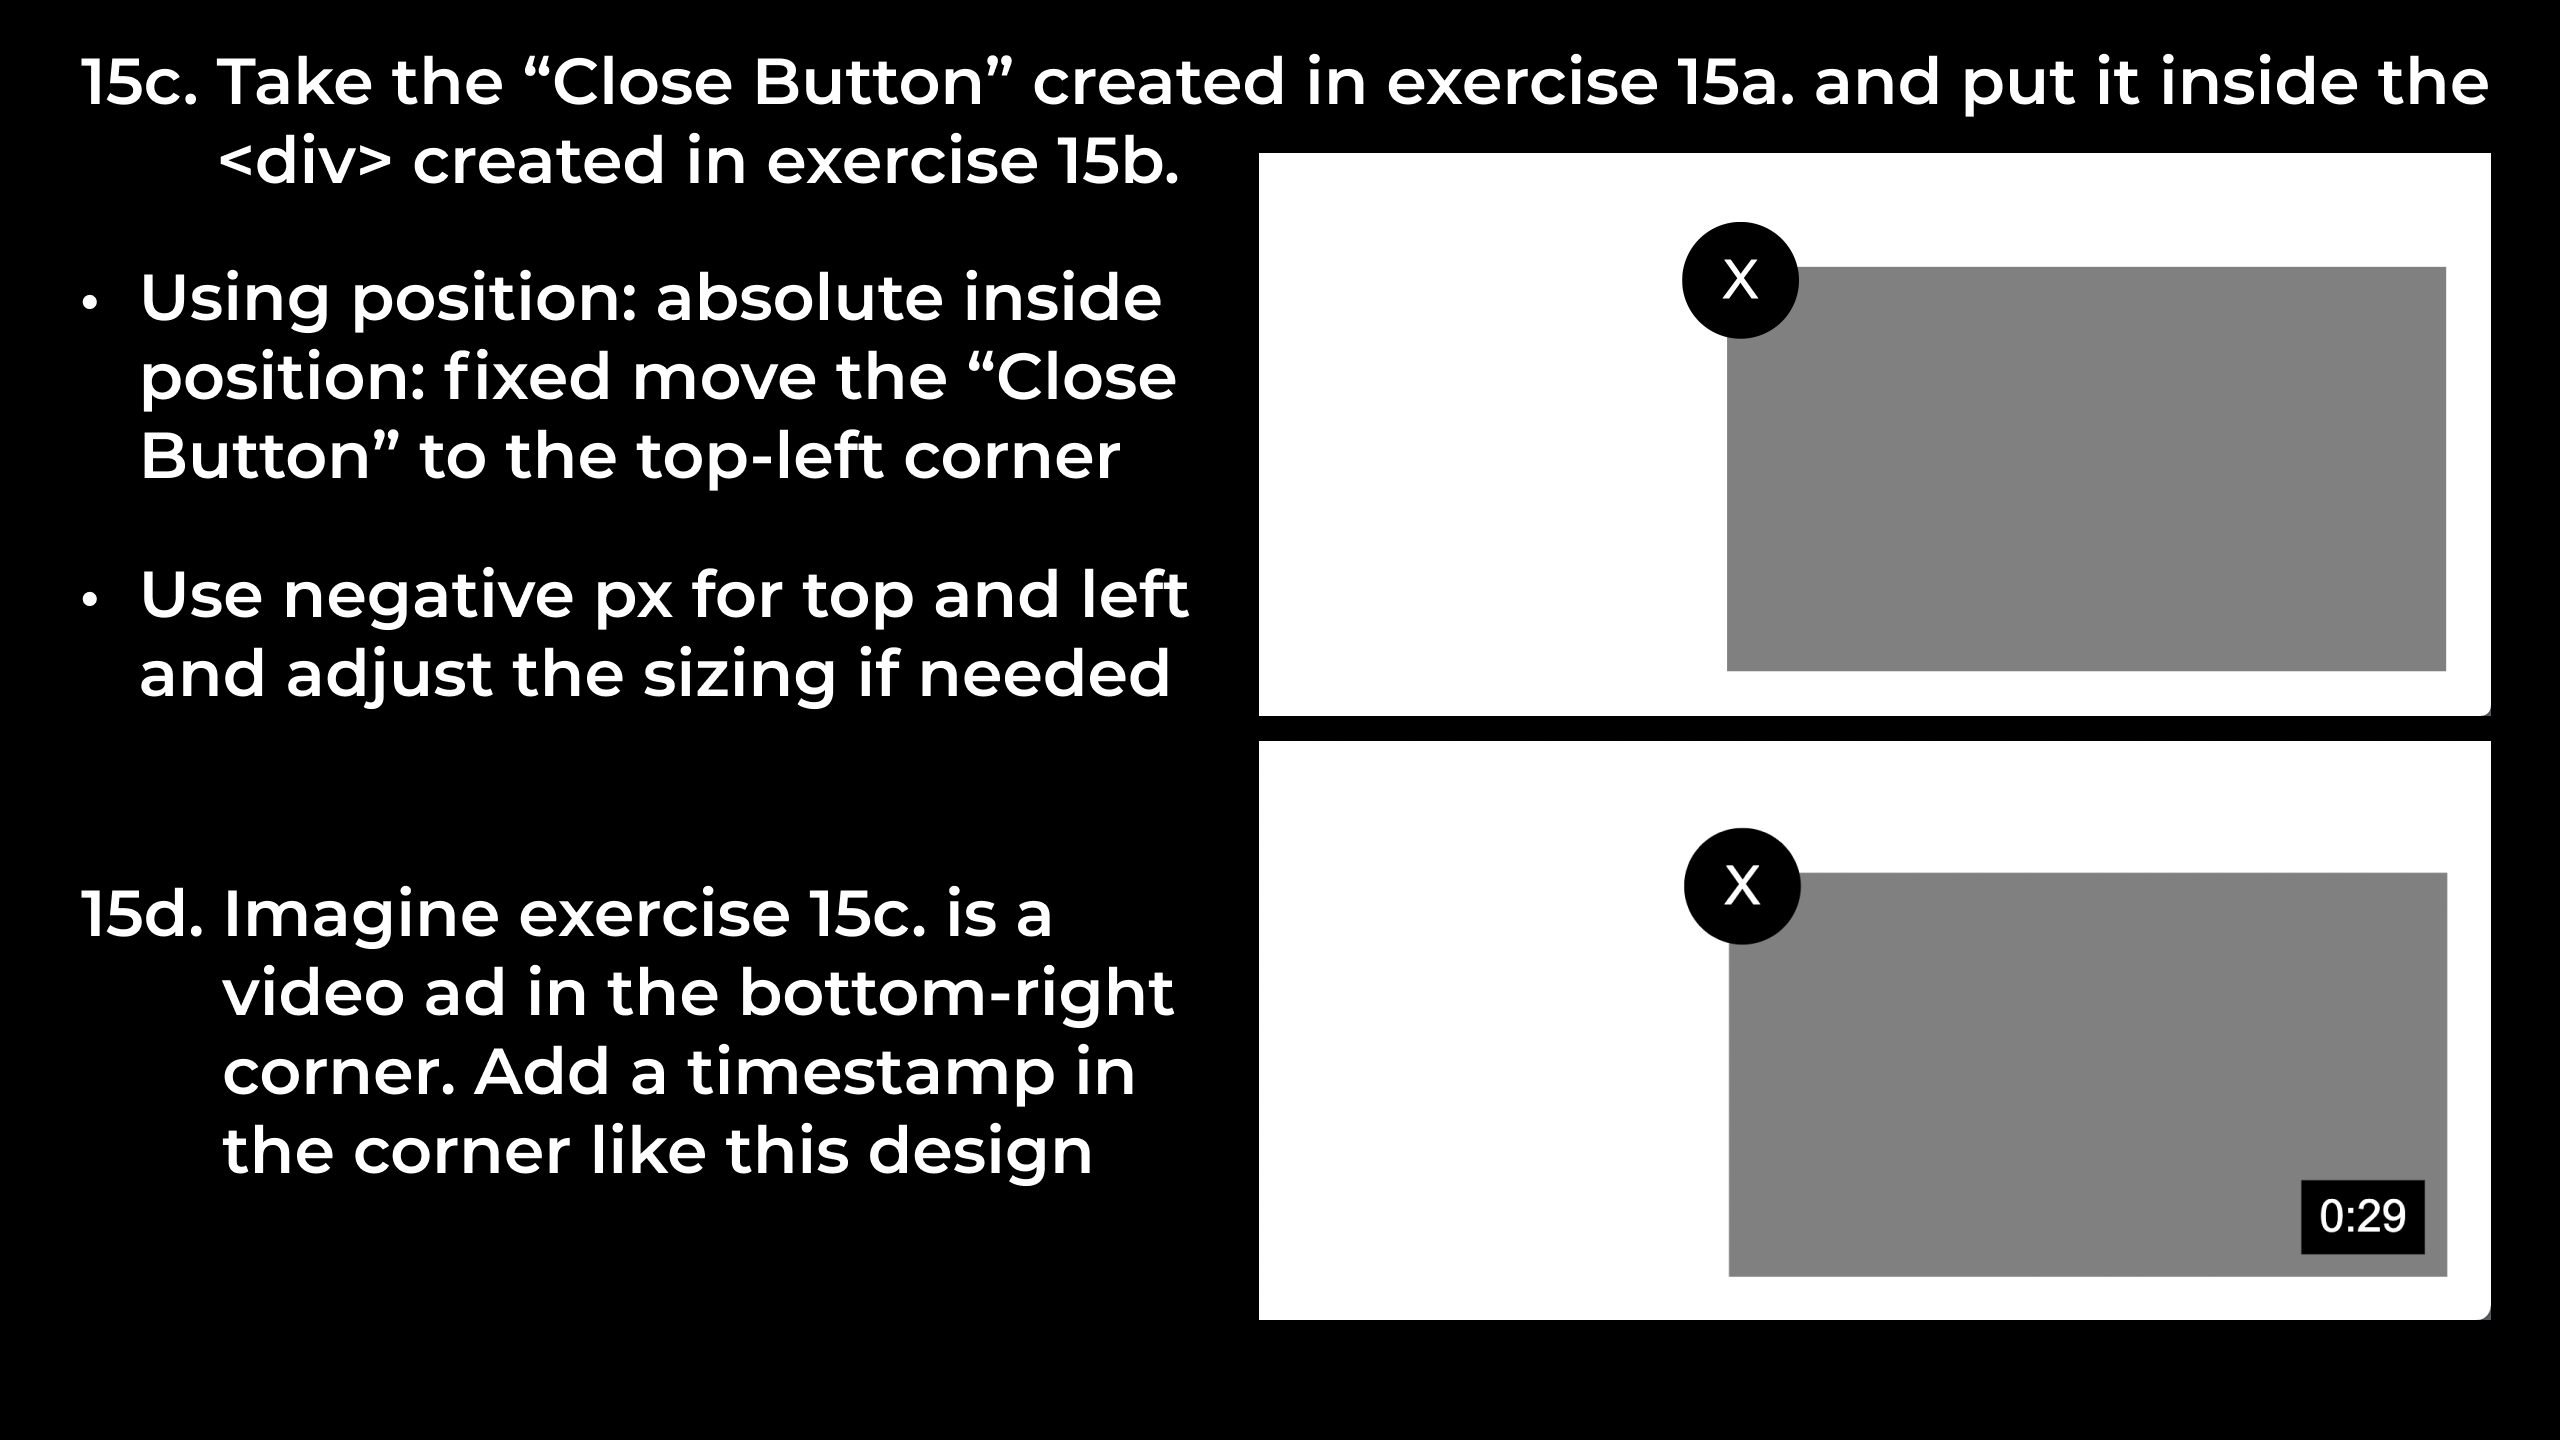 15c. Take the “Close Button” created in exercise 15a. and put it inside the
<div> created in exercise 15b.
• Using position: absolute inside
position: fixed move the “Close
Button” to the top-left corner
• Use negative px for top and left
and adjust the sizing if needed
X
15d. Imagine exercise 15c. is a
video ad in the bottom-right
corner. Add a timestamp in
the corner like this design
X
0:29